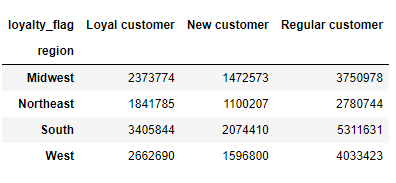 loyalty_flag Loyal customer New customer Regular customer
region
Midwest 2373774 1472573 3750978
Northeast 1841785 1100207 2780744
South 3405844 2074410 5311631
West 2662690 1596800 4033423